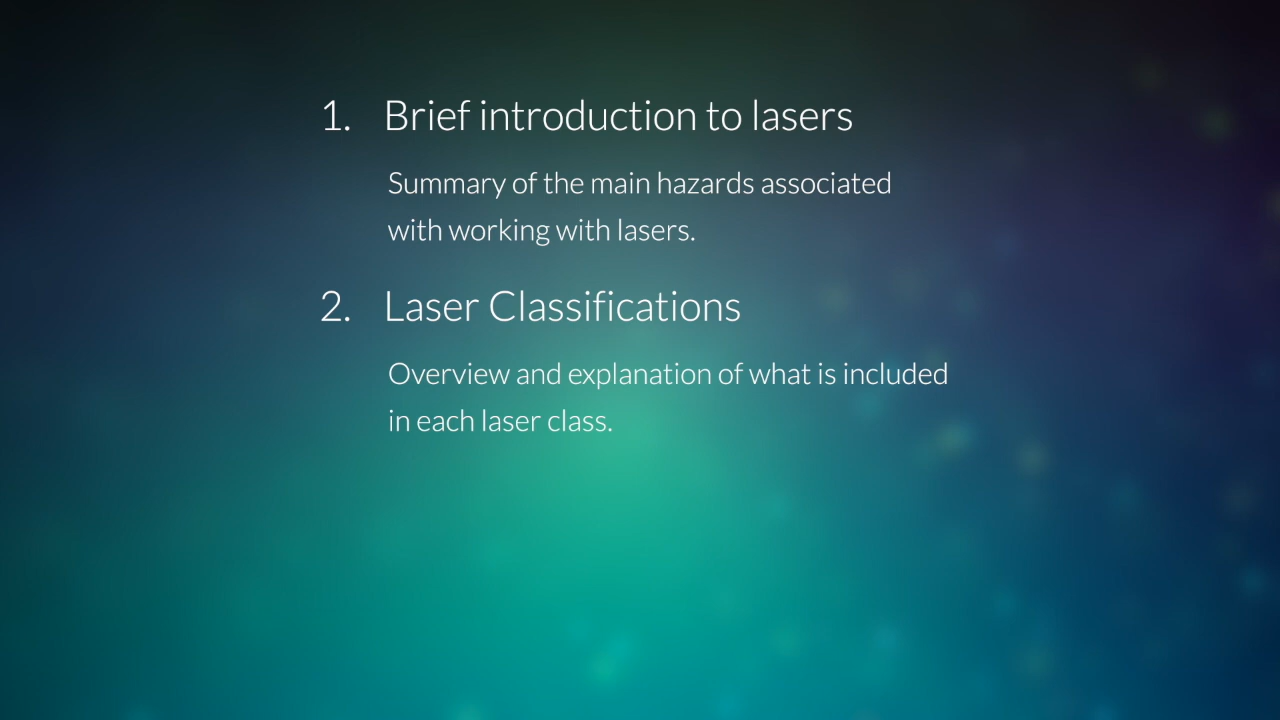 1. Brief introduction to lasers
Summary of the main hazards associated
with working with lasers.
2. Laser Classifications
Overview and explanation of what is included
in each laser class.